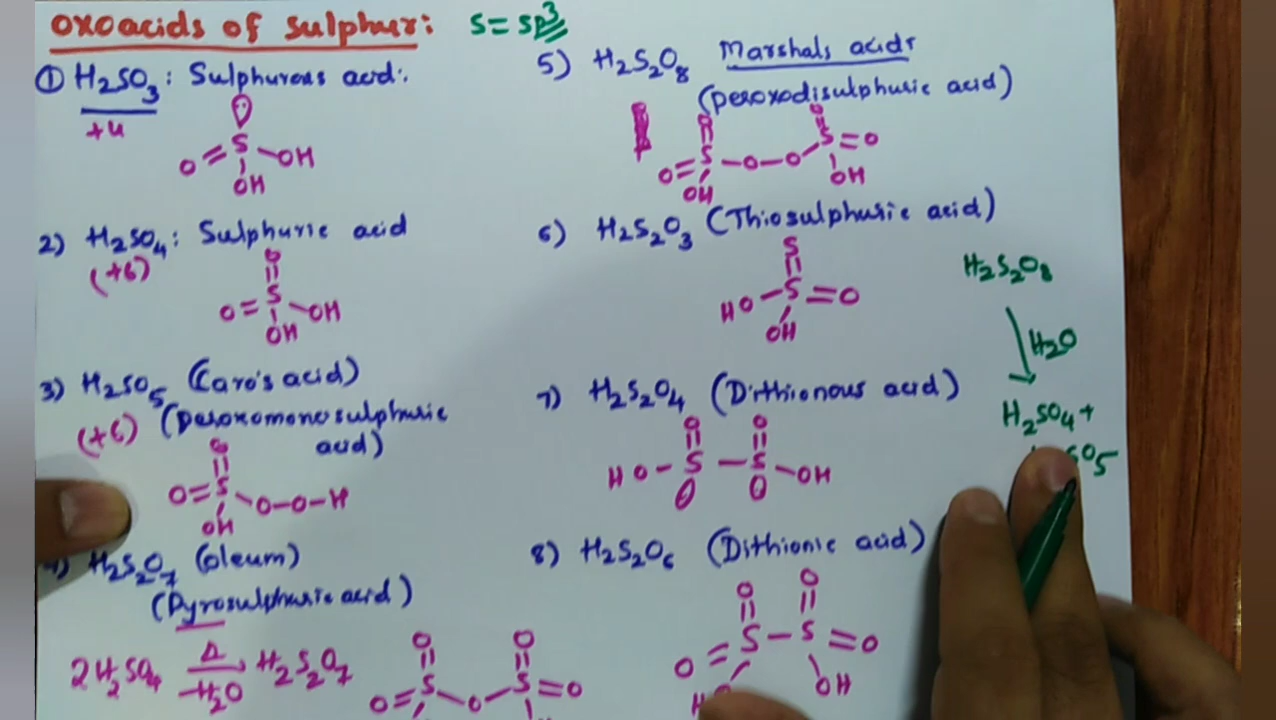 oxoacids of sulphur: S = sp³
① H₂SO₃ : Sulphurous acid:.
+4
S
O = – OH
OH
2) H₂SO₄ : Sulphuric acid
(+6)
O
S
O = – OH
OH
3) H₂SO₅ (Caro's acid)
(+6) (Peroxomonosulphuric
acid)
O
O = S
OH O–O–H
4) H₂S₂O₇ (oleum)
(Pyrosulphuric acid)
2H₂SO₄ Δ H₂S₂O₇
–H₂O
O O
O = S – O – S = O
5) H₂S₂O₈ Marshals acid
(peroxodisulphuric acid)
O O
O = S – O – O – S = O
OH OH
6) H₂S₂O₃ (Thiosulphuric acid)
S
HO – S = O
OH
7) H₂S₂O₄ (Dithionous acid)
O O
HO – S – S – OH
8) H₂S₂O₆ (Dithionic acid)
O O
O = S – S = O
H OH
H₂S₂O₈
H₂O
H₂SO₄ +
SO₅